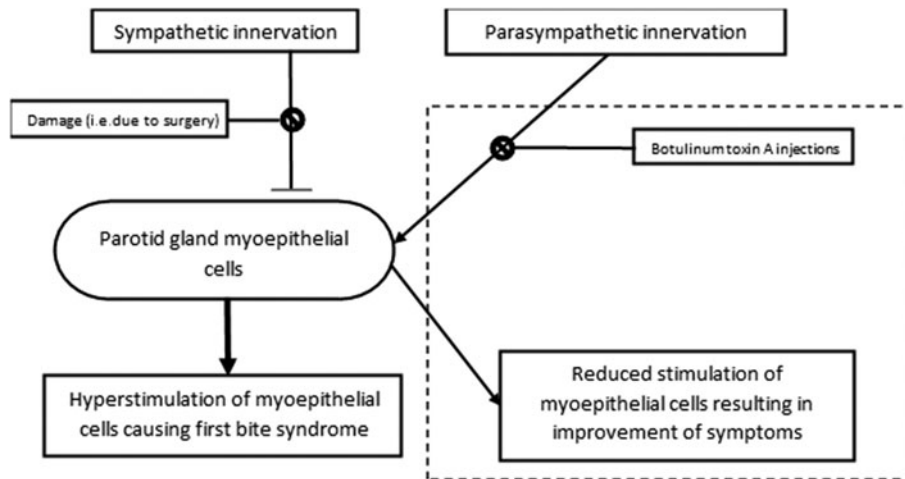 Sympathetic innervation
Parasympathetic innervation
Damage (i.e. due to surgery)
Botulinum toxin A injections
Parotid gland myoepithelial
cells
Hyperstimulation of myoepithelial
cells causing first bite syndrome
Reduced stimulation of
myoepithelial cells resulting in
improvement of symptoms